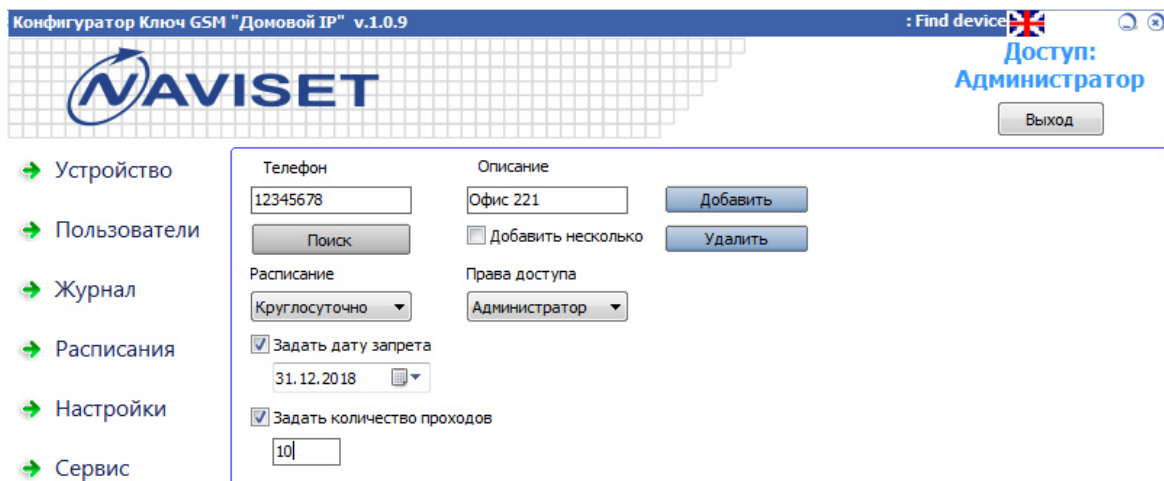 Конфигуратор Ключ GSM "Домовой IP" v.1.0.9
: Find device
NAVISET
Доступ:
Администратор
Выход
Устройство
Пользователи
Журнал
Расписания
Настройки
Сервис
Телефон Описание
12345678 Офис 221 Добавить
Поиск Добавить несколько Удалить
Расписание Права доступа
Круглосуточно Администратор
Задать дату запрета
31.12.2018
Задать количество проходов
10